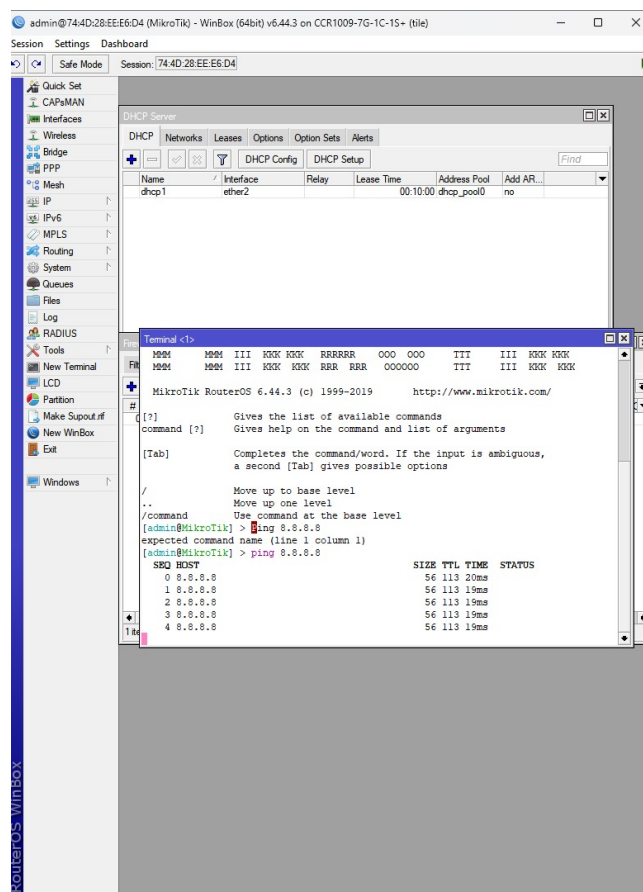 admin@74:4D:28:EE:E6:D4 (MikroTik) - WinBox (64bit) v6.44.3 on CCR1009-7G-1C-1S+ (tile)
Session Settings Dashboard
Safe Mode Session: 74:4D:28:EE:E6:D4
Quick Set
CAPsMAN
Interfaces
Wireless
Bridge
PPP
Mesh
IP
IPv6
MPLS
Routing
System
Queues
Files
Log
RADIUS
Tools
New Terminal
LCD
Partition
Make Supout.rif
New WinBox
Exit
Windows
RouterOS WinBox
DHCP Server
DHCP Networks Leases Options Option Sets Alerts
DHCP Config DHCP Setup Find
Name Interface Relay Lease Time Address Pool Add AR...
dhcp1 ether2 00:10:00 dhcp_pool0 no
#
Terminal <1>
MMM MMM III KKK KKK RRRRRR OOO OOO TTT III KKK KKK
MMM MMM III KKK KKK RRR RRR OOOOOO TTT III KKK KKK
MikroTik RouterOS 6.44.3 (c) 1999-2019 http://www.mikrotik.com/
[?] Gives the list of available commands
command [?] Gives help on the command and list of arguments
[Tab] Completes the command/word. If the input is ambiguous,
a second [Tab] gives possible options
/ Move up to base level
.. Move up one level
/command Use command at the base level
[admin@MikroTik] > Ping 8.8.8.8
expected command name (line 1 column 1)
[admin@MikroTik] > ping 8.8.8.8
SEQ HOST SIZE TTL TIME STATUS
0 8.8.8.8 56 113 20ms
1 8.8.8.8 56 113 19ms
2 8.8.8.8 56 113 19ms
3 8.8.8.8 56 113 19ms
4 8.8.8.8 56 113 19ms